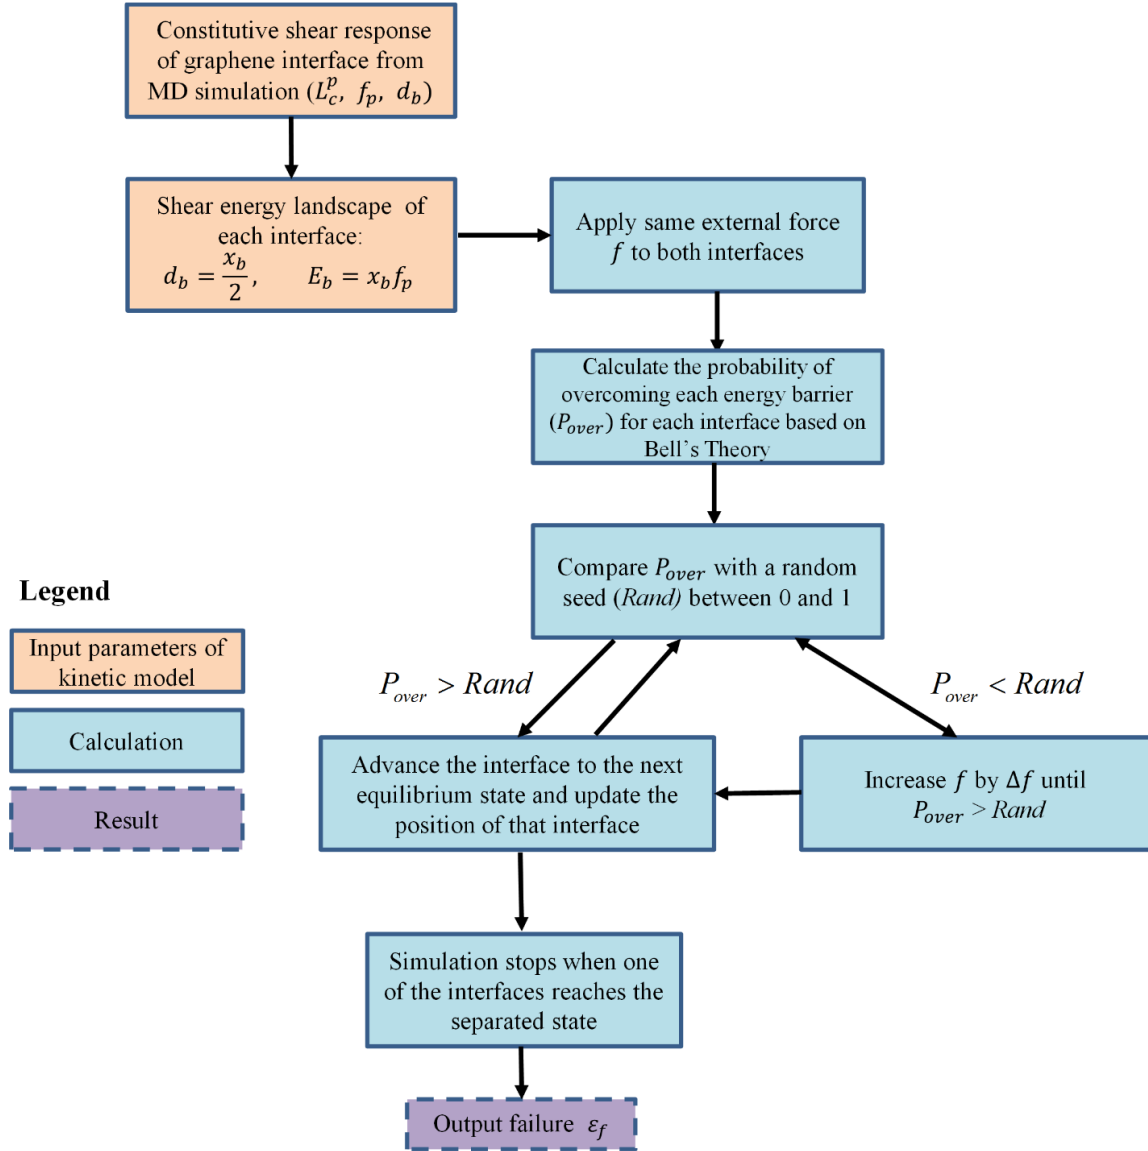 Constitutive shear response
of graphene interface from
MD simulation (L_c^p, f_p, d_b)
Shear energy landscape of
each interface:
d_b = x_b/2, E_b = x_b f_p
Apply same external force
f to both interfaces
Calculate the probability of
overcoming each energy barrier
(P_over) for each interface based on
Bell's Theory
Compare P_over with a random
seed (Rand) between 0 and 1
P_over > Rand
P_over < Rand
Advance the interface to the next
equilibrium state and update the
position of that interface
Increase f by Δf until
P_over > Rand
Simulation stops when one
of the interfaces reaches the
separated state
Output failure ε_f
Legend
Input parameters of
kinetic model
Calculation
Result